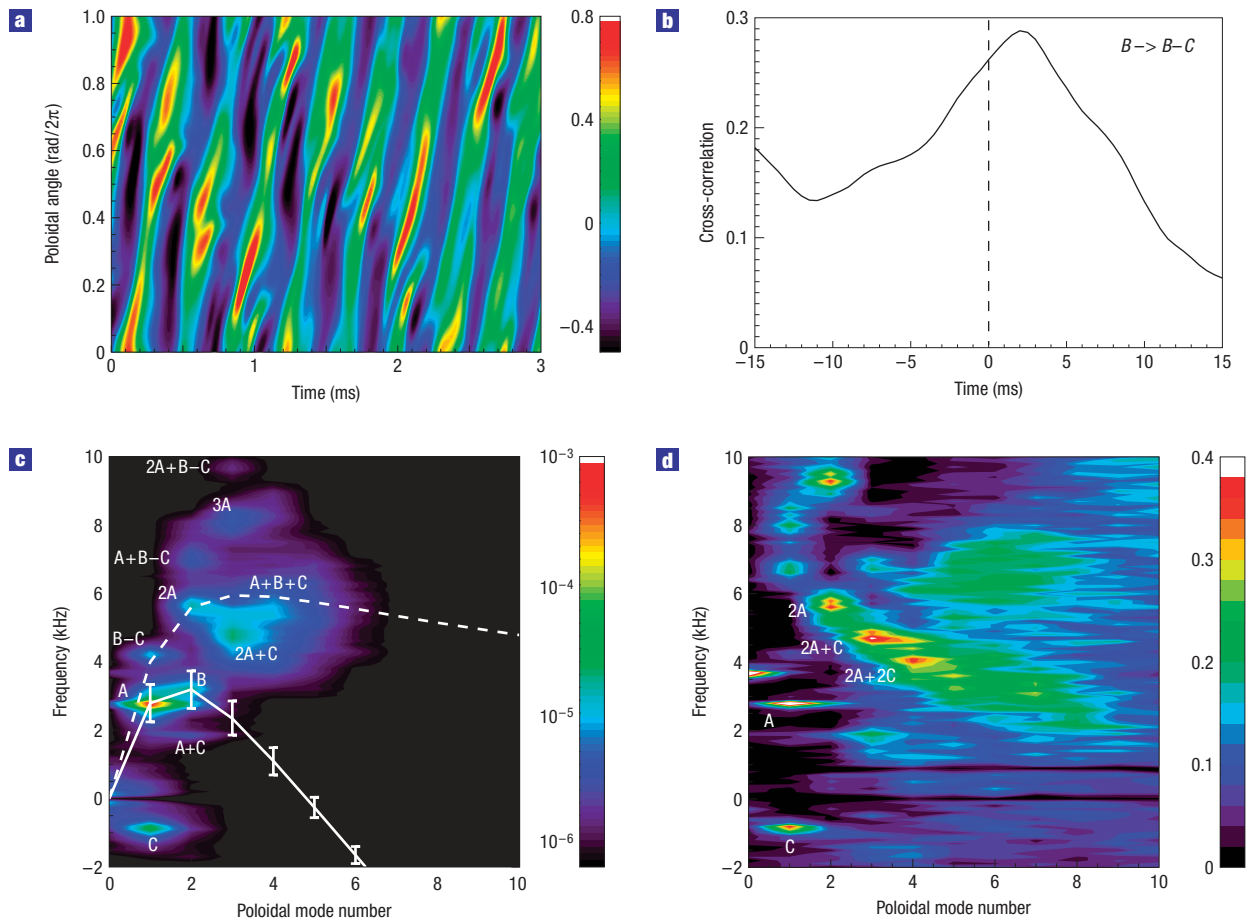 a
1.0
0.8
0.6
0.4
0.2
0
Poloidal angle (rad/2π)
0 1 2 3
Time (ms)
0.8
0.4
0
−0.4
b
0.3
0.2
0.1
0
Cross-correlation
B −> B−C
−15 −10 −5 0 5 10 15
Time (ms)
c
10
8
6
4
2
0
−2
Frequency (kHz)
2A+B−C
3A
A+B−C
A+B+C
2A
B−C
2A+C
A
B
A+C
C
0 2 4 6 8 10
Poloidal mode number
10−3
10−4
10−5
10−6
d
10
8
6
4
2
0
−2
Frequency (kHz)
2A
2A+C
2A+2C
A
C
0 2 4 6 8 10
Poloidal mode number
0.4
0.3
0.2
0.1
0